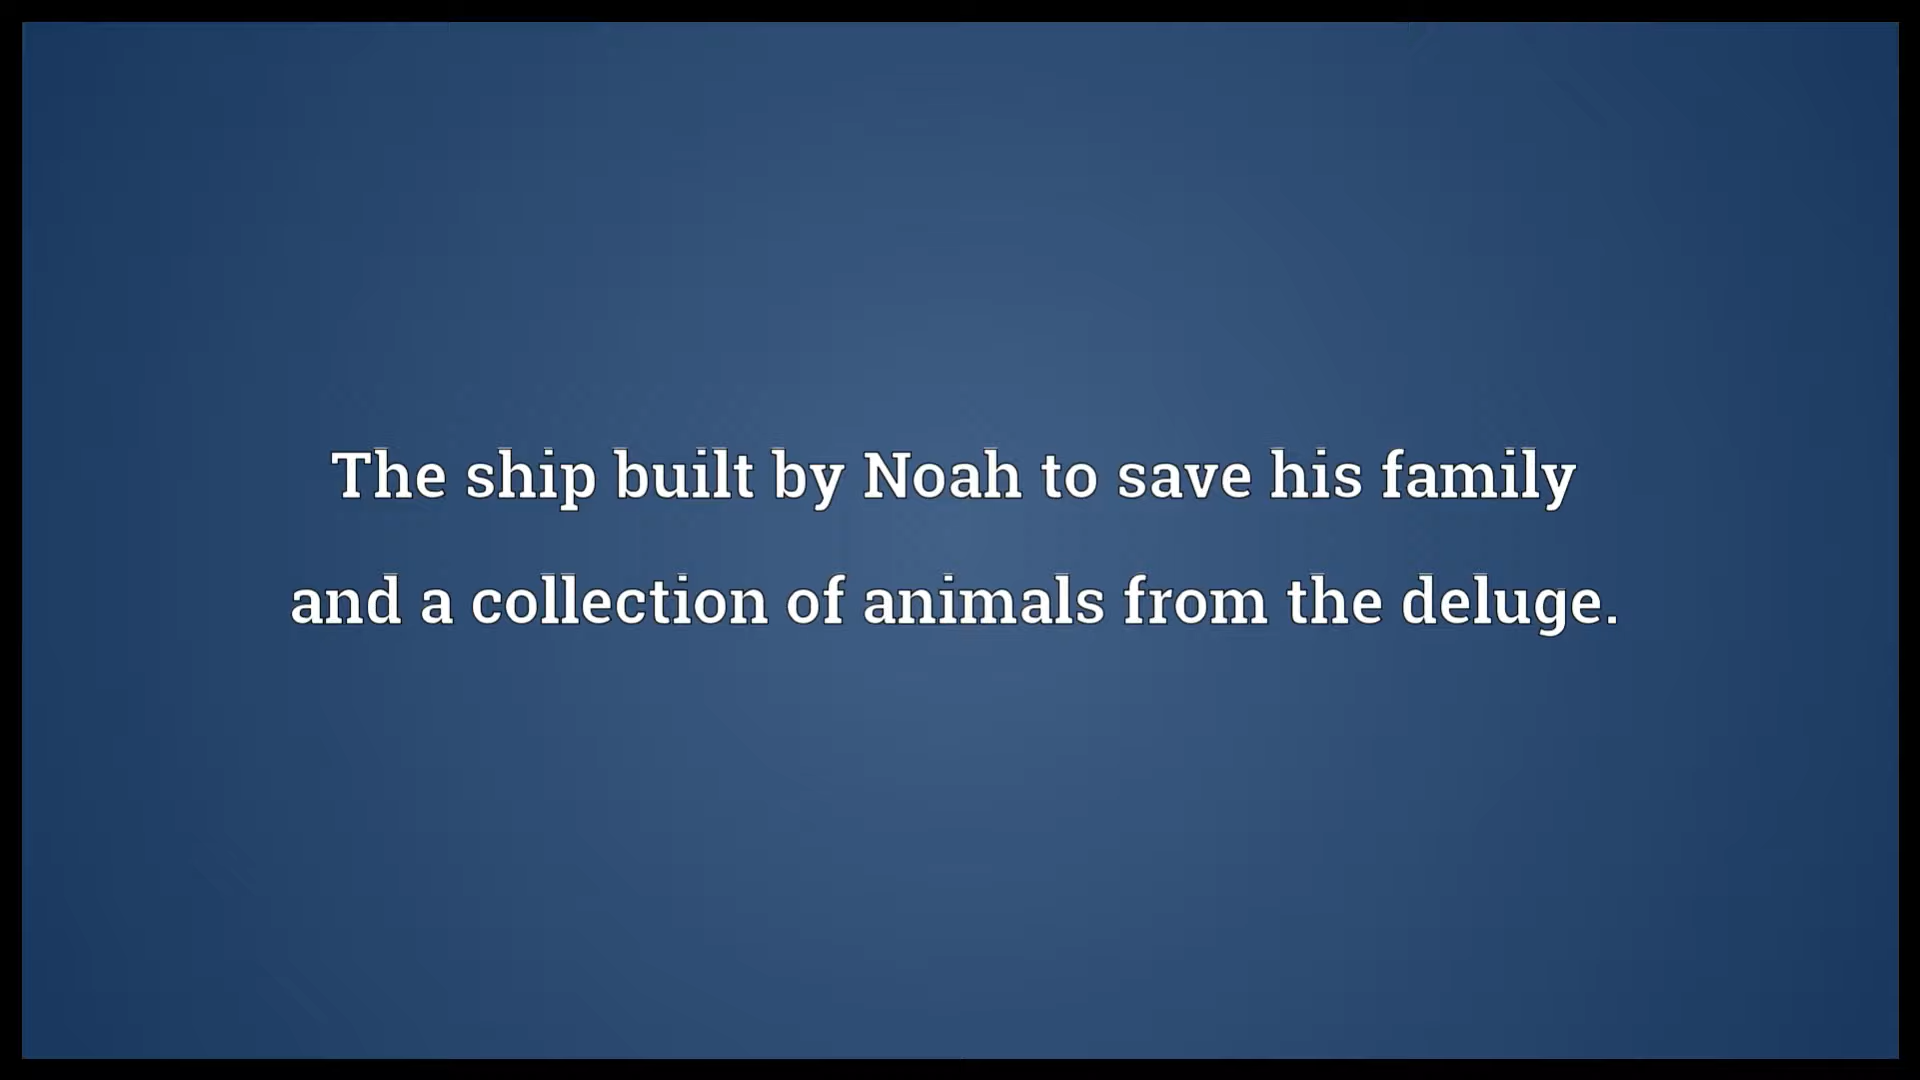 The ship built by Noah to save his family
and a collection of animals from the deluge.